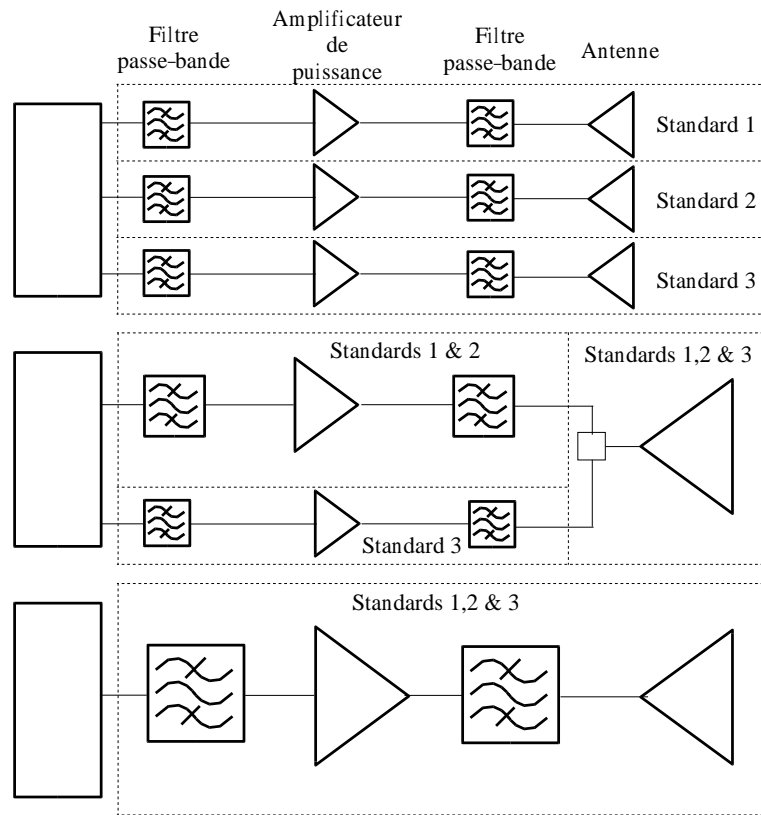 Filtre
passe-bande
Amplificateur
de
puissance
Filtre
passe-bande
Antenne
Standard 1
Standard 2
Standard 3
Standards 1 & 2
Standards 1,2 & 3
Standard 3
Standards 1,2 & 3